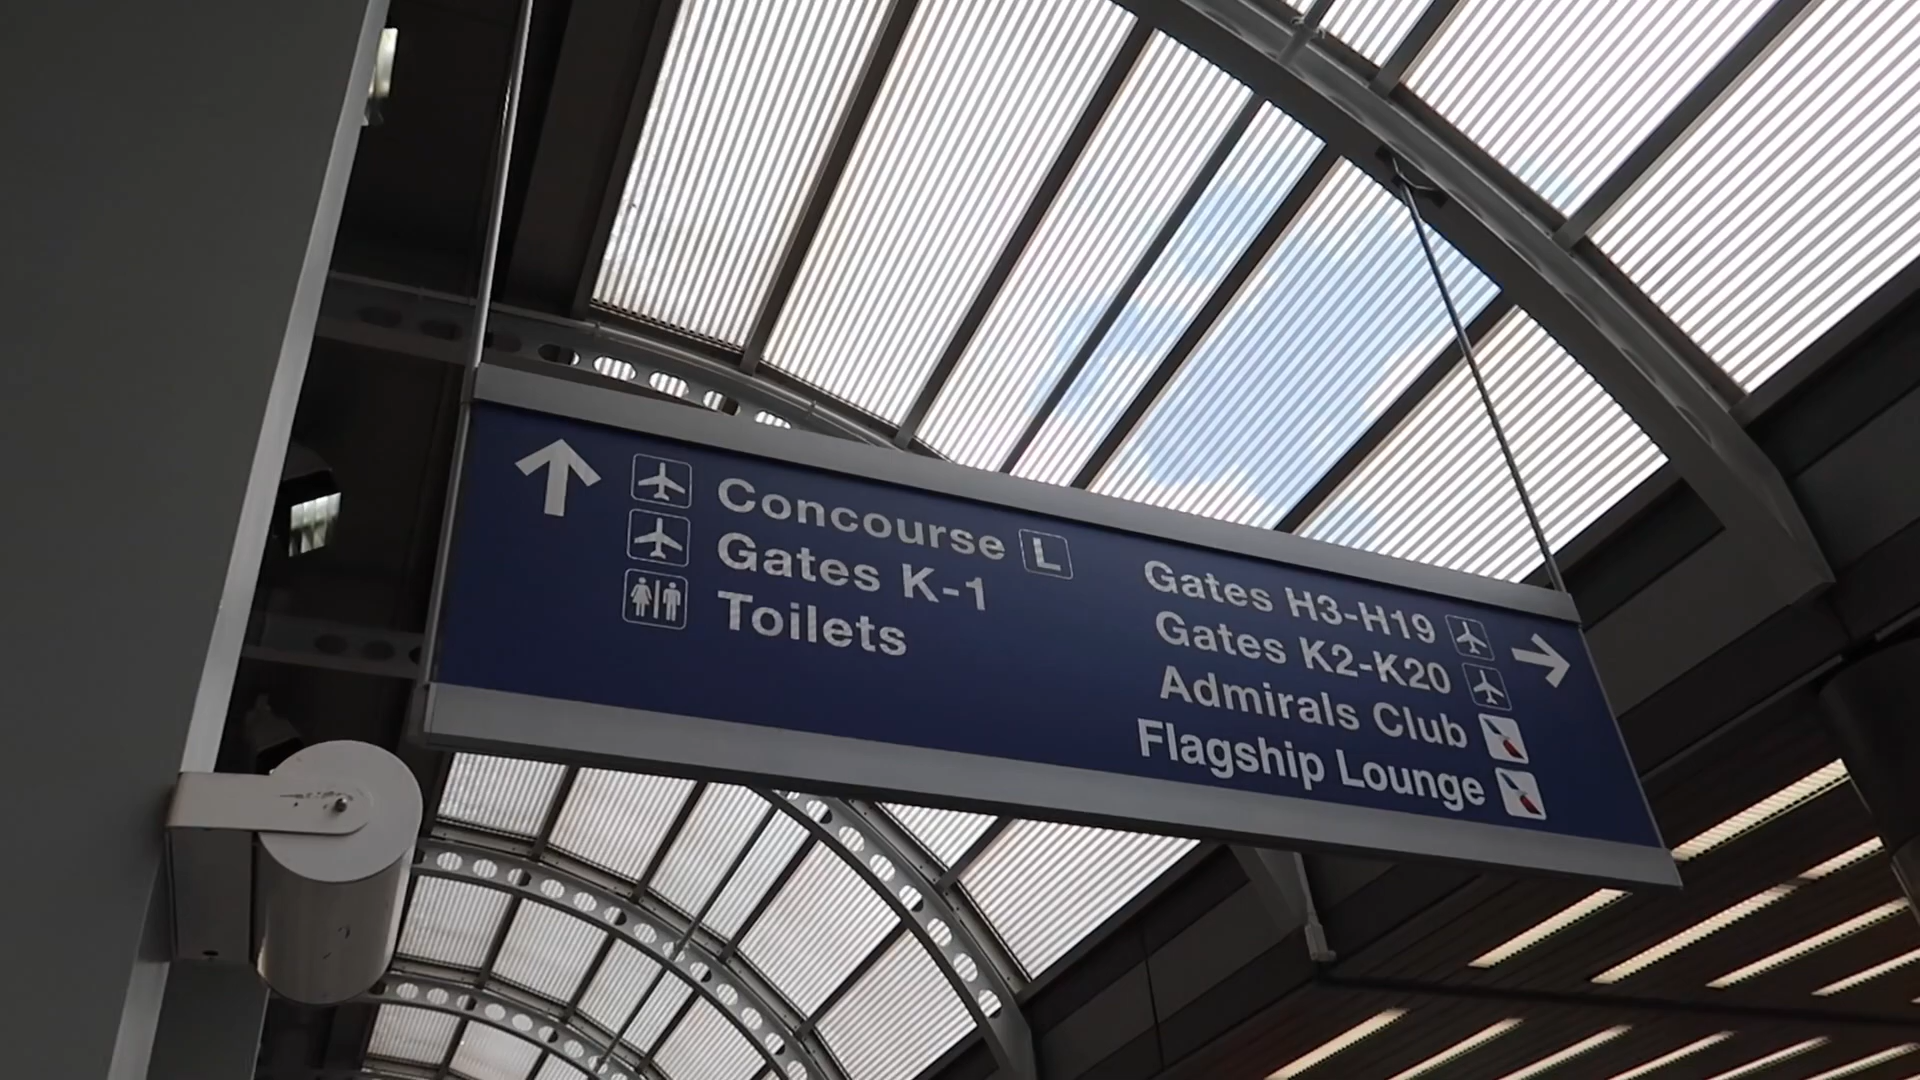 Concourse L
Gates K-1
Toilets
Gates H3-H19
Gates K2-K20
Admirals Club
Flagship Lounge